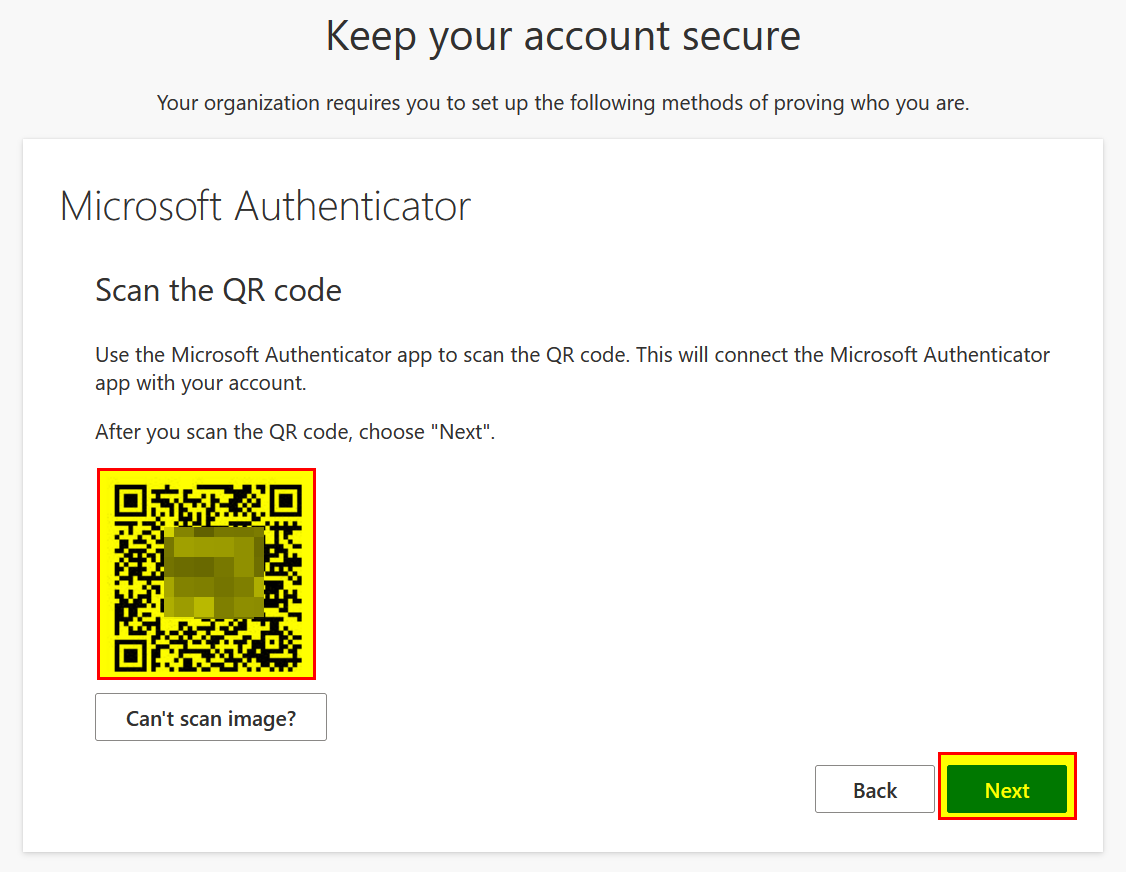 Keep your account secure
Your organization requires you to set up the following methods of proving who you are.
Microsoft Authenticator
Scan the QR code
Use the Microsoft Authenticator app to scan the QR code. This will connect the Microsoft Authenticator
app with your account.
After you scan the QR code, choose "Next".
Can't scan image?
Back
Next